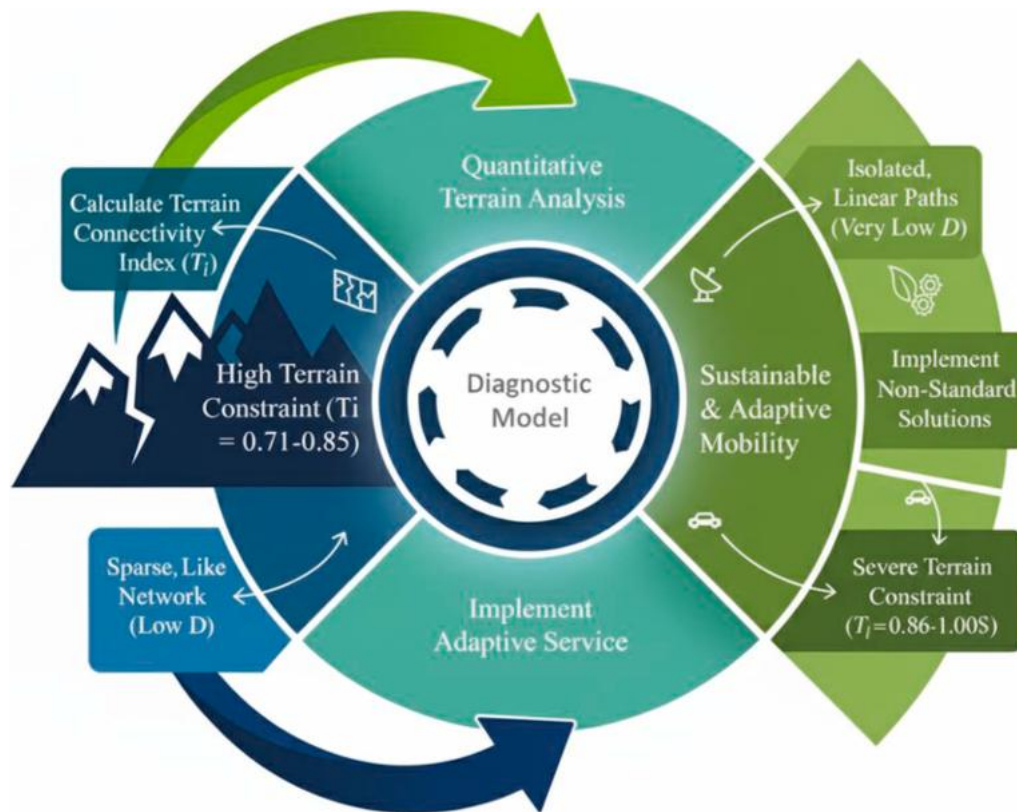 Quantitative
Terrain Analysis
Calculate Terrain
Connectivity
Index (Tᵢ)
High Terrain
Constraint (Ti
= 0.71-0.85)
Sparse, Like
Network
(Low D)
Diagnostic
Model
Implement
Adaptive Service
Sustainable
& Adaptive
Mobility
Isolated,
Linear Paths
(Very Low D)
Implement
Non-Standard
Solutions
Severe Terrain
Constraint
(Tᵢ=0.86-1.00S)